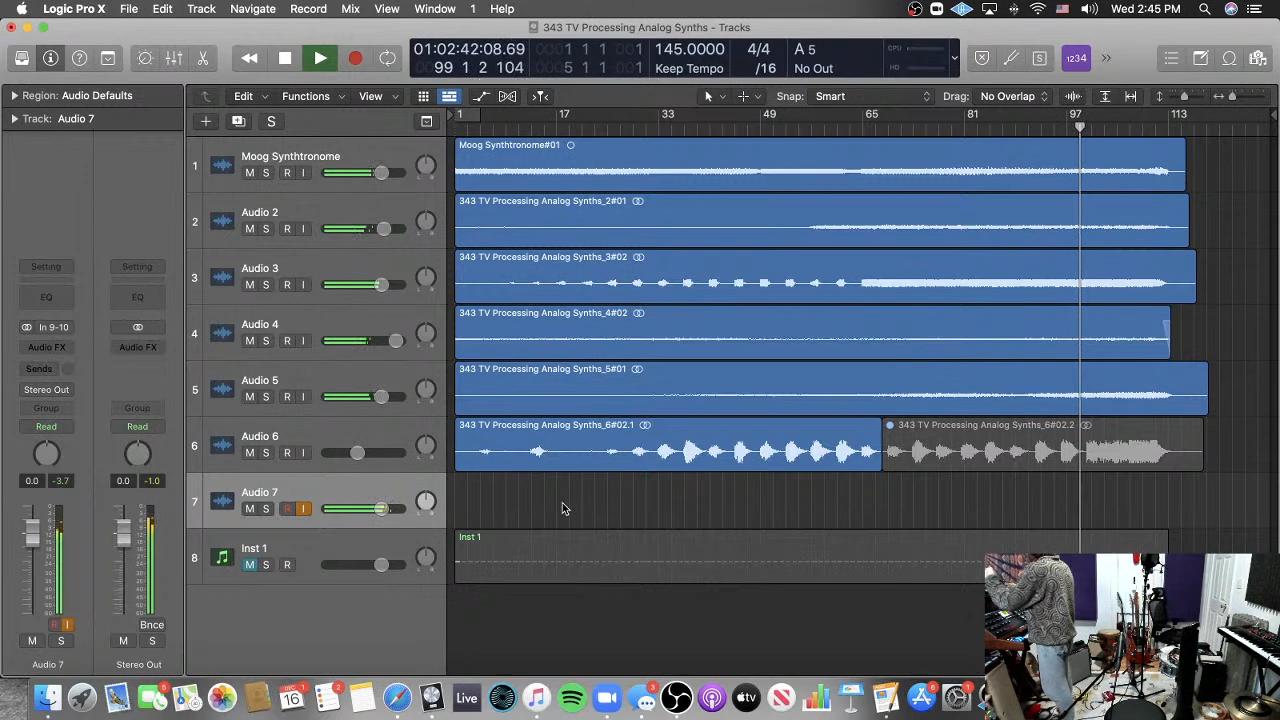 Logic Pro X File Edit Track Navigate Record Mix View Window 1 Help Wed 2:45 PM
343 TV Processing Analog Synths - Tracks
01:02:42:08.69 1 1 1 1 145.0000 4/4 A 5 CPU
99 1 2 104 5 1 1 1 Keep Tempo /16 No Out HD
1234
Region: Audio Defaults
Edit Functions View Snap: Smart Drag: No Overlap
Track: Audio 7
S
1 17 33 49 65 81 97 113
1 Moog Synthtronome
M S R I
Moog Synthtronome#01
2 Audio 2
M S R I
343 TV Processing Analog Synths_2#01
3 Audio 3
M S R I
343 TV Processing Analog Synths_3#02
4 Audio 4
M S R I
343 TV Processing Analog Synths_4#02
5 Audio 5
M S R I
343 TV Processing Analog Synths_5#01
6 Audio 6
M S R I
343 TV Processing Analog Synths_6#02.1
343 TV Processing Analog Synths_6#02.2
7 Audio 7
M S R I
8 Inst 1
M S R
Inst 1
Setting Setting
EQ EQ
In 9-10
Audio FX Audio FX
Sends
Stereo Out
Group Group
Read Read
0.0 -3.7 0.0 -1.0
R I Bnce
M S M S
Audio 7 Stereo Out
DEC
16
Live
tv